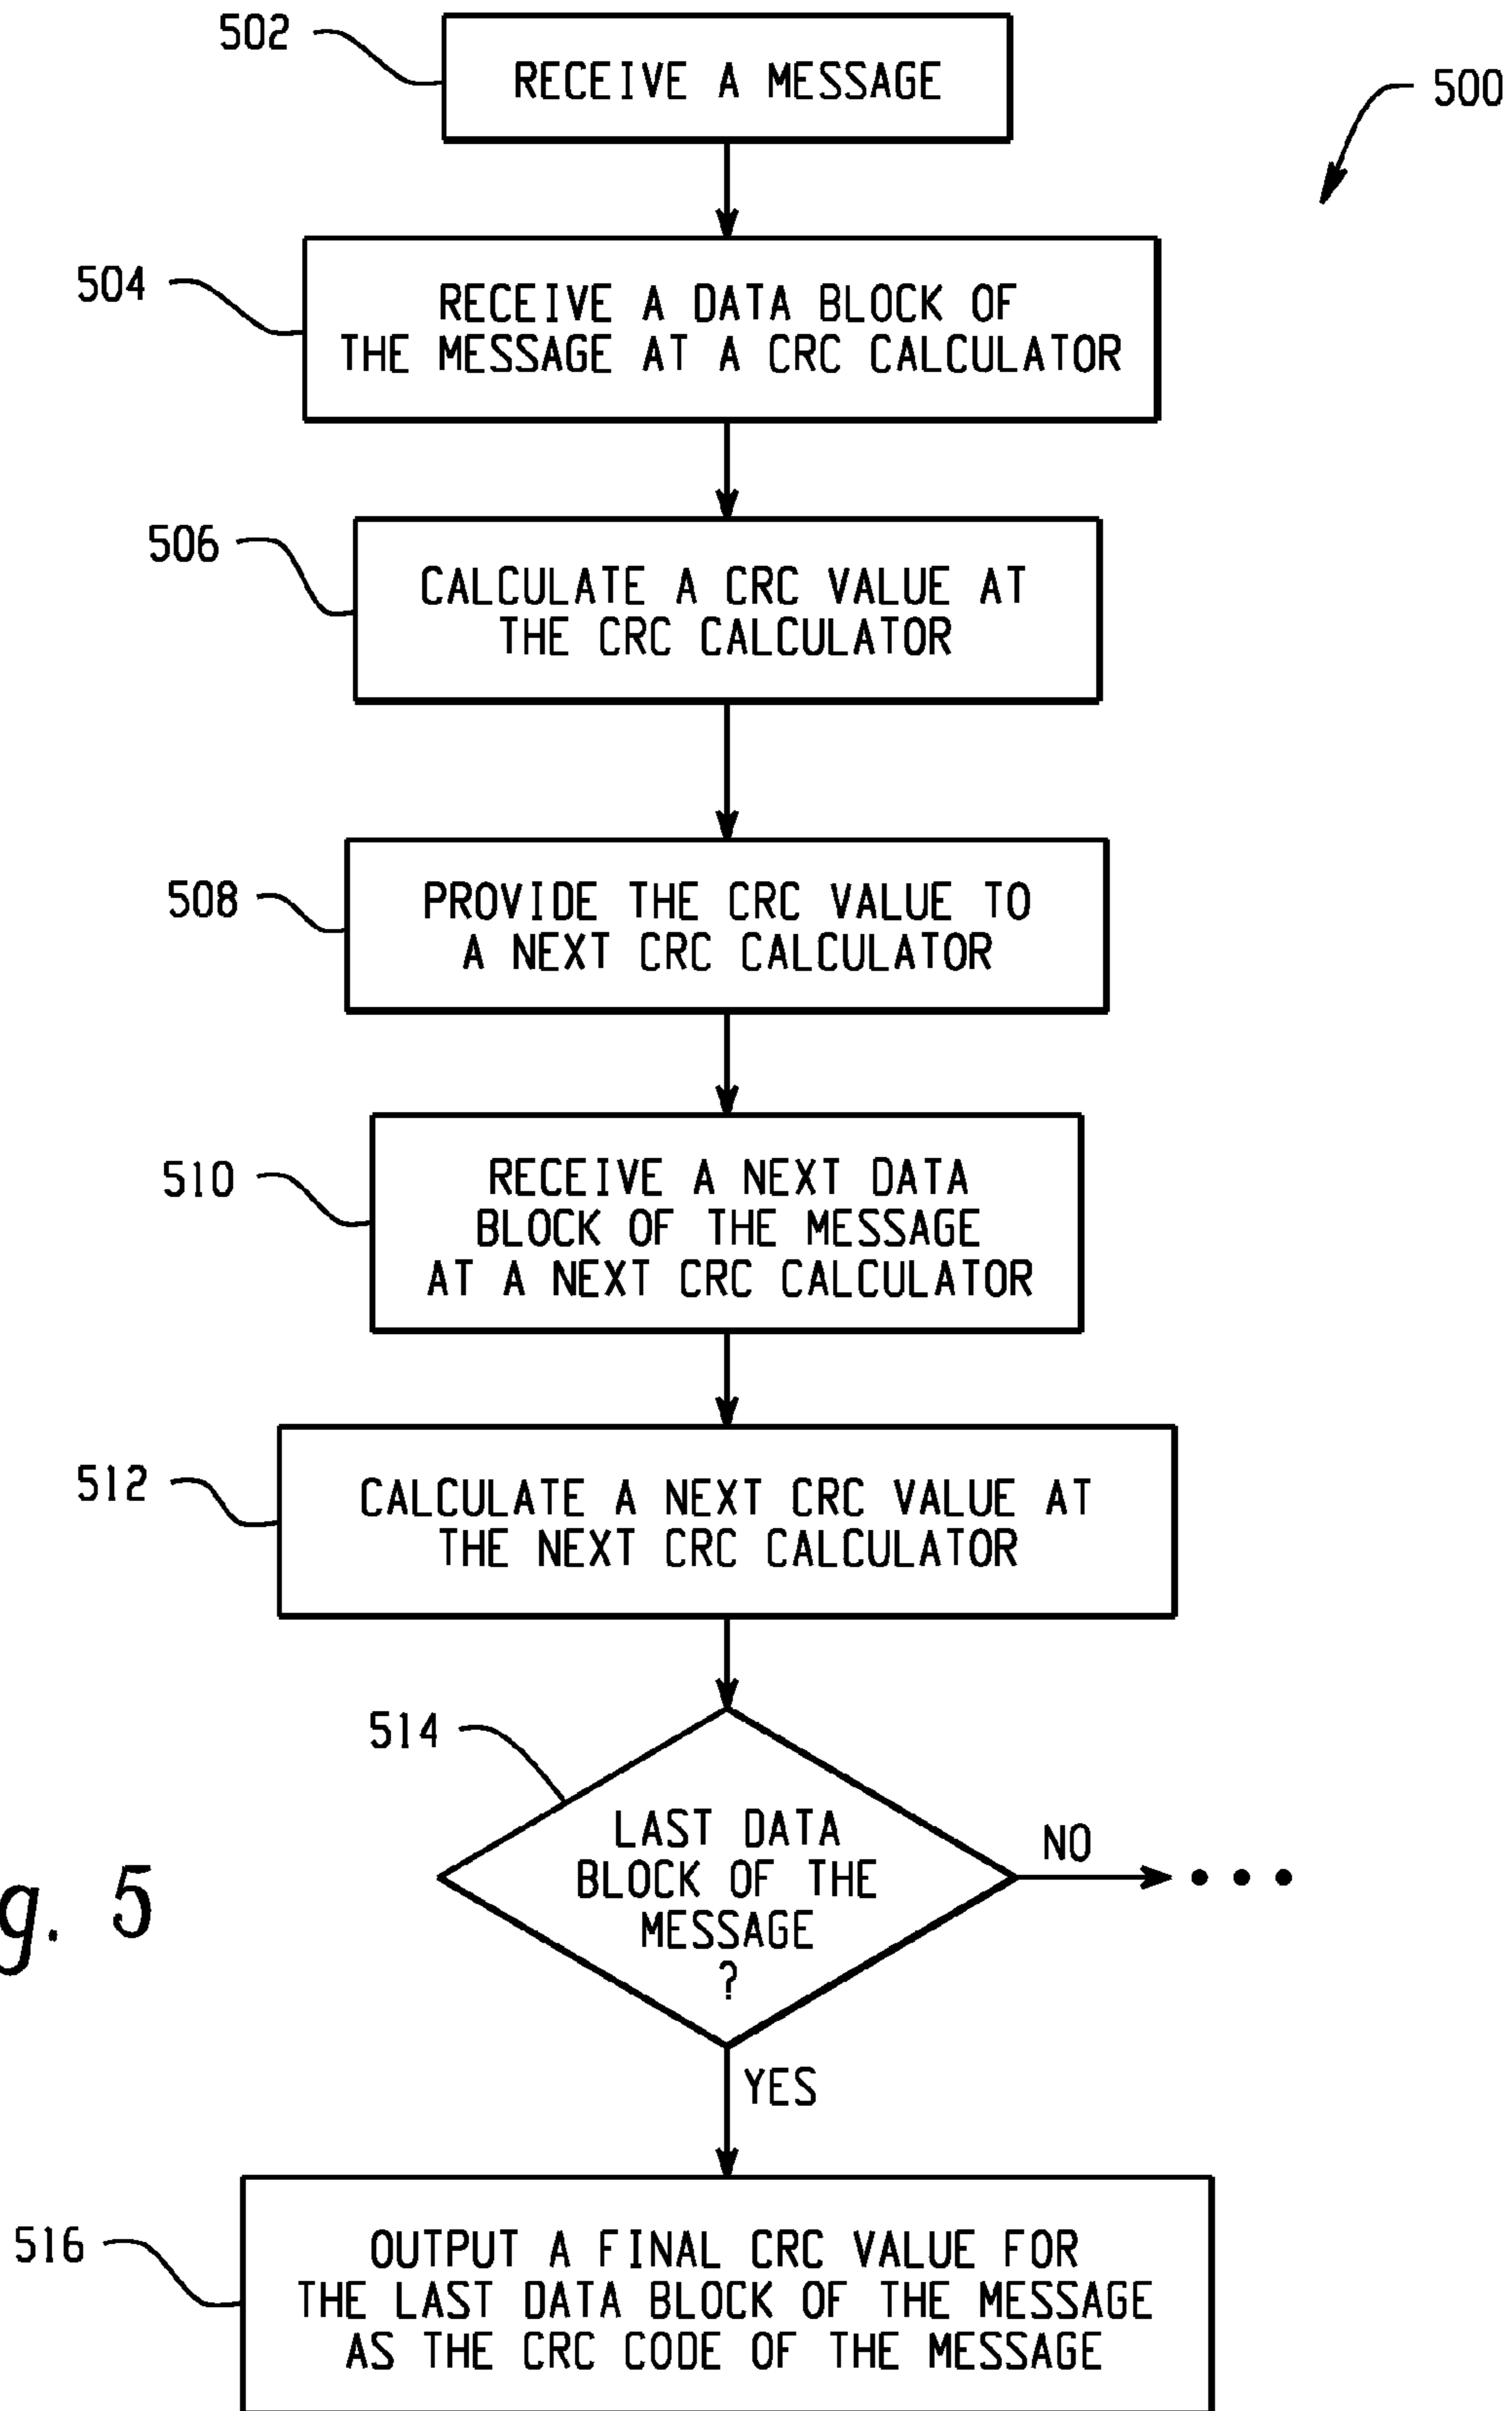 502
RECEIVE A MESSAGE
500
504
RECEIVE A DATA BLOCK OF
THE MESSAGE AT A CRC CALCULATOR
506
CALCULATE A CRC VALUE AT
THE CRC CALCULATOR
508
PROVIDE THE CRC VALUE TO
A NEXT CRC CALCULATOR
510
RECEIVE A NEXT DATA
BLOCK OF THE MESSAGE
AT A NEXT CRC CALCULATOR
512
CALCULATE A NEXT CRC VALUE AT
THE NEXT CRC CALCULATOR
514
LAST DATA
BLOCK OF THE
MESSAGE
?
NO
g. 5
YES
516
OUTPUT A FINAL CRC VALUE FOR
THE LAST DATA BLOCK OF THE MESSAGE
AS THE CRC CODE OF THE MESSAGE